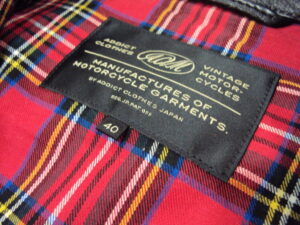 ADDICT CLOTHES
VINTAGE MOTOR-CYCLES
MANUFACTURES OF
MOTORCYCLE GARMENTS.
BY ADDICT CLOTHES JAPAN
40